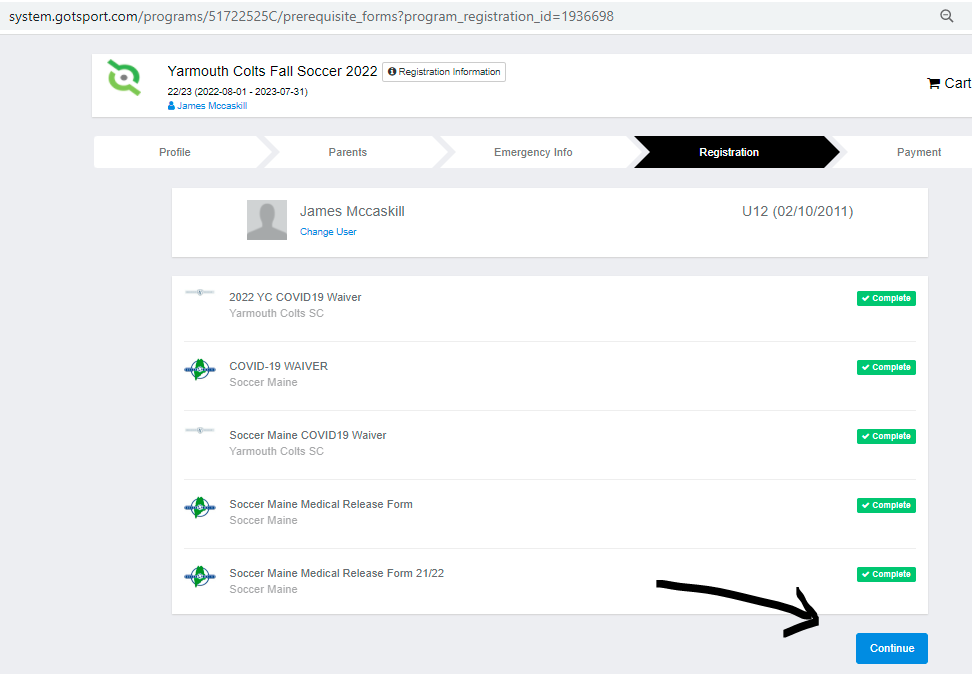 system.gotsport.com/programs/51722525C/prerequisite_forms?program_registration_id=1936698
Yarmouth Colts Fall Soccer 2022 Registration Information
22/23 (2022-08-01 - 2023-07-31)
James Mccaskill
Cart
Profile Parents Emergency Info Registration Payment
James Mccaskill U12 (02/10/2011)
Change User
2022 YC COVID19 Waiver Complete
Yarmouth Colts SC
COVID-19 WAIVER Complete
Soccer Maine
Soccer Maine COVID19 Waiver Complete
Yarmouth Colts SC
Soccer Maine Medical Release Form Complete
Soccer Maine
Soccer Maine Medical Release Form 21/22 Complete
Soccer Maine
Continue